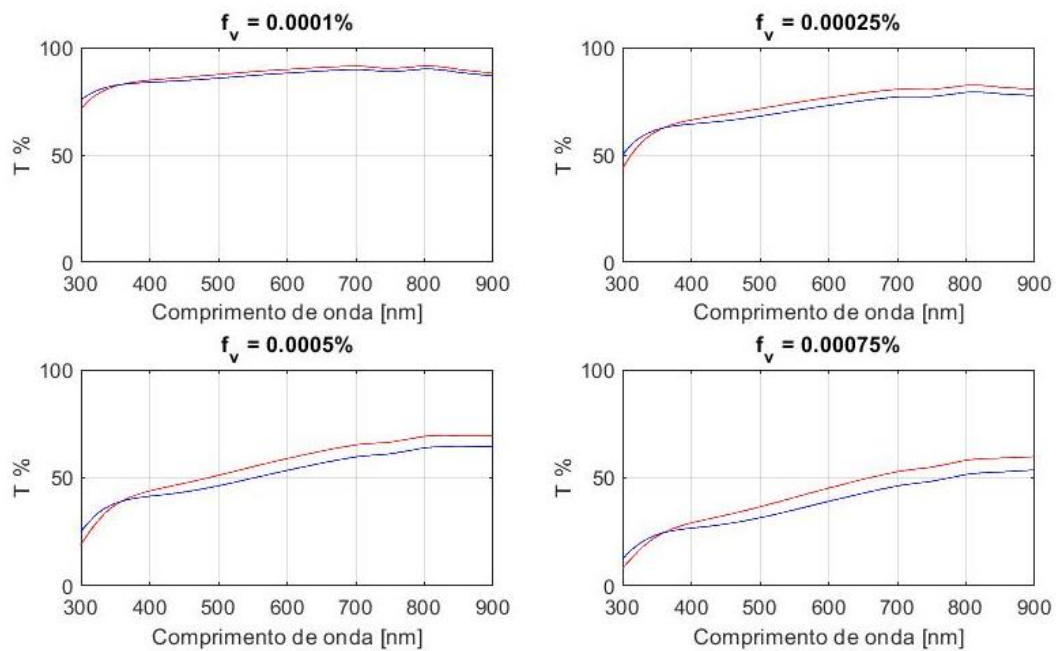 f_v = 0.0001%
100
50
0
T %
300 400 500 600 700 800 900
Comprimento de onda [nm]
f_v = 0.00025%
100
50
0
T %
300 400 500 600 700 800 900
Comprimento de onda [nm]
f_v = 0.0005%
100
50
0
T %
300 400 500 600 700 800 900
Comprimento de onda [nm]
f_v = 0.00075%
100
50
0
T %
300 400 500 600 700 800 900
Comprimento de onda [nm]